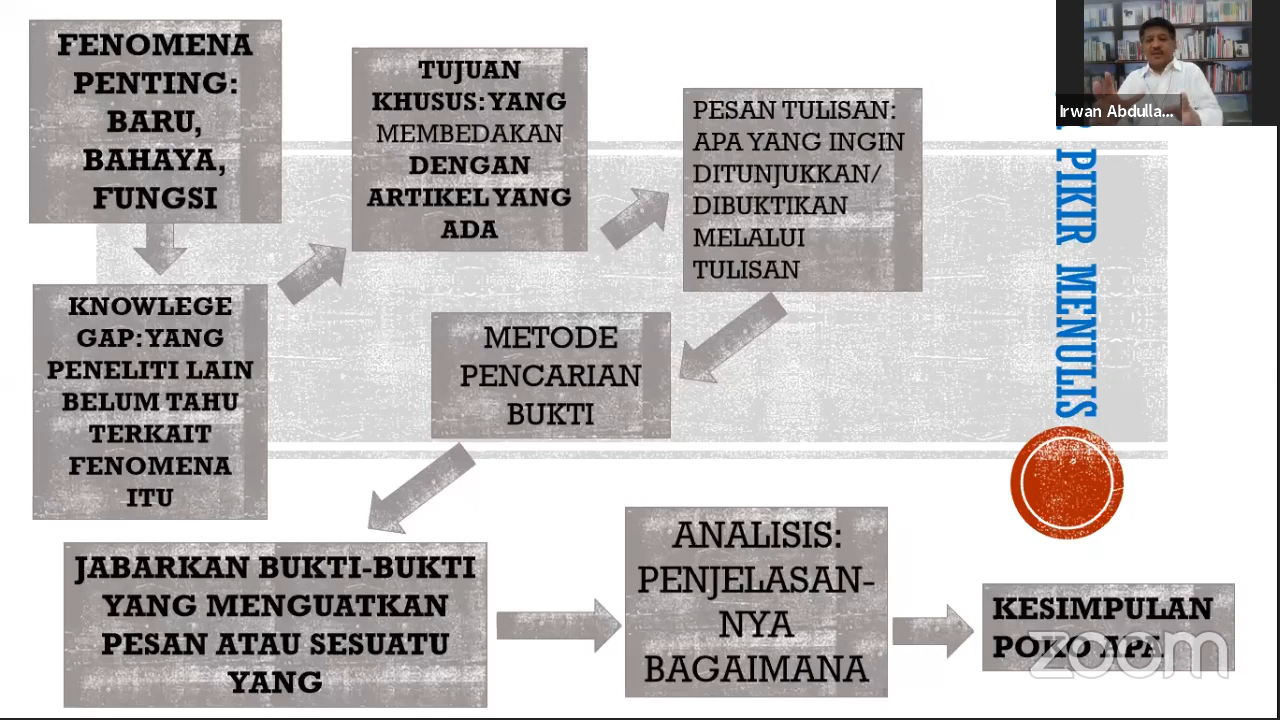 FENOMENA
PENTING:
BARU,
BAHAYA,
FUNGSI
KNOWLEGE
GAP: YANG
PENELITI LAIN
BELUM TAHU
TERKAIT
FENOMENA
ITU
TUJUAN
KHUSUS: YANG
MEMBEDAKAN
DENGAN
ARTIKEL YANG
ADA
PESAN TULISAN:
APA YANG INGIN
DITUNJUKKAN/
DIBUKTIKAN
MELALUI
TULISAN
METODE
PENCARIAN
BUKTI
JABARKAN BUKTI-BUKTI
YANG MENGUATKAN
PESAN ATAU SESUATU
YANG
ANALISIS:
PENJELASAN-
NYA
BAGAIMANA
KESIMPULAN
POKO APA
PIKIR MENULIS
Irwan Abdulla...
zoom